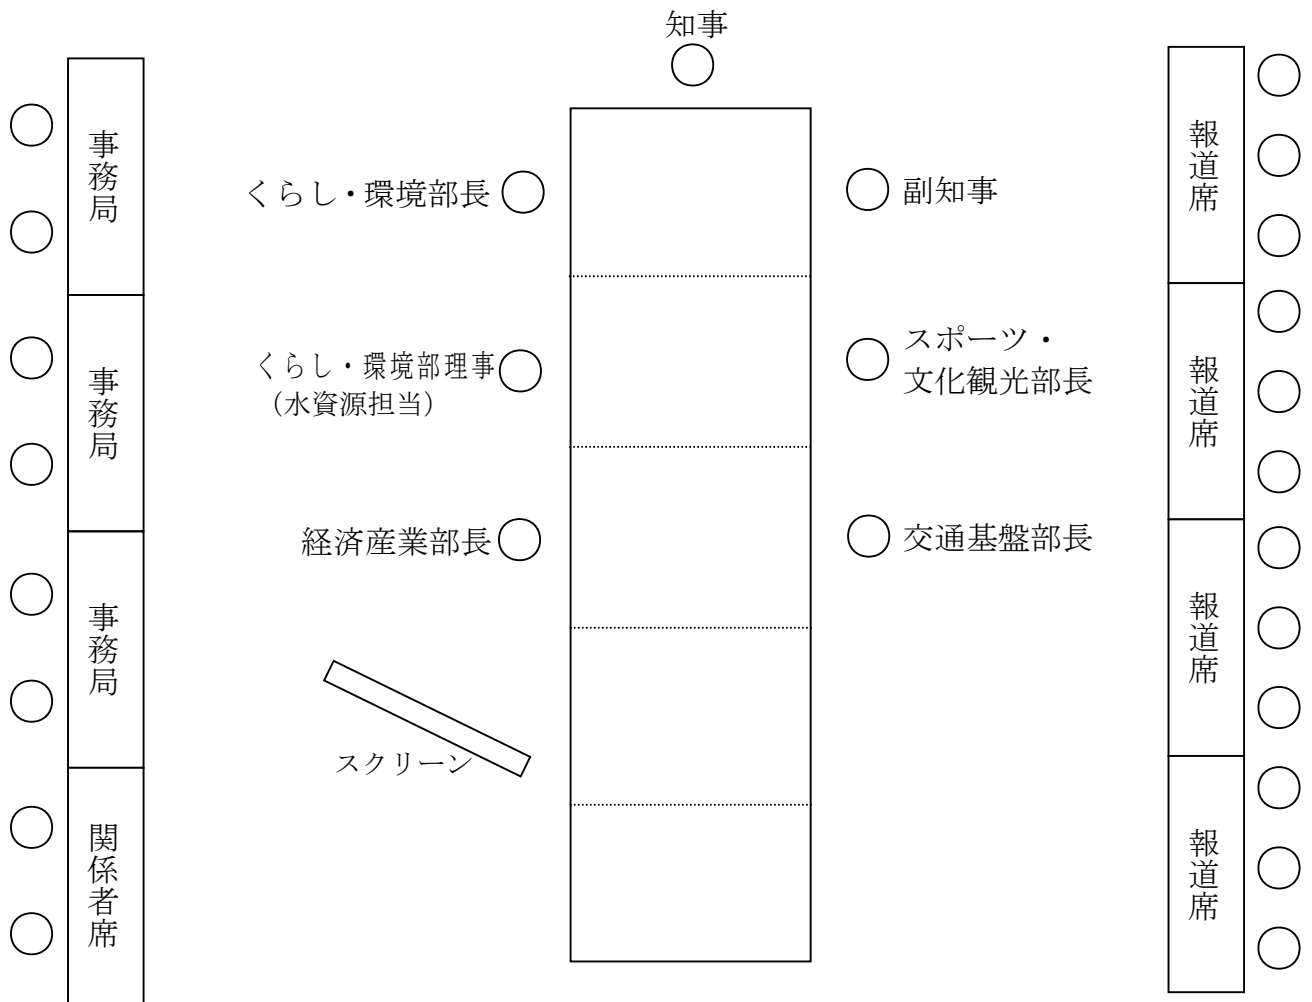 知事
事務局
事務局
事務局
関係者席
くらし・環境部長
くらし・環境部理事
（水資源担当）
経済産業部長
スクリーン
副知事
スポーツ・
文化観光部長
交通基盤部長
報道席
報道席
報道席
報道席